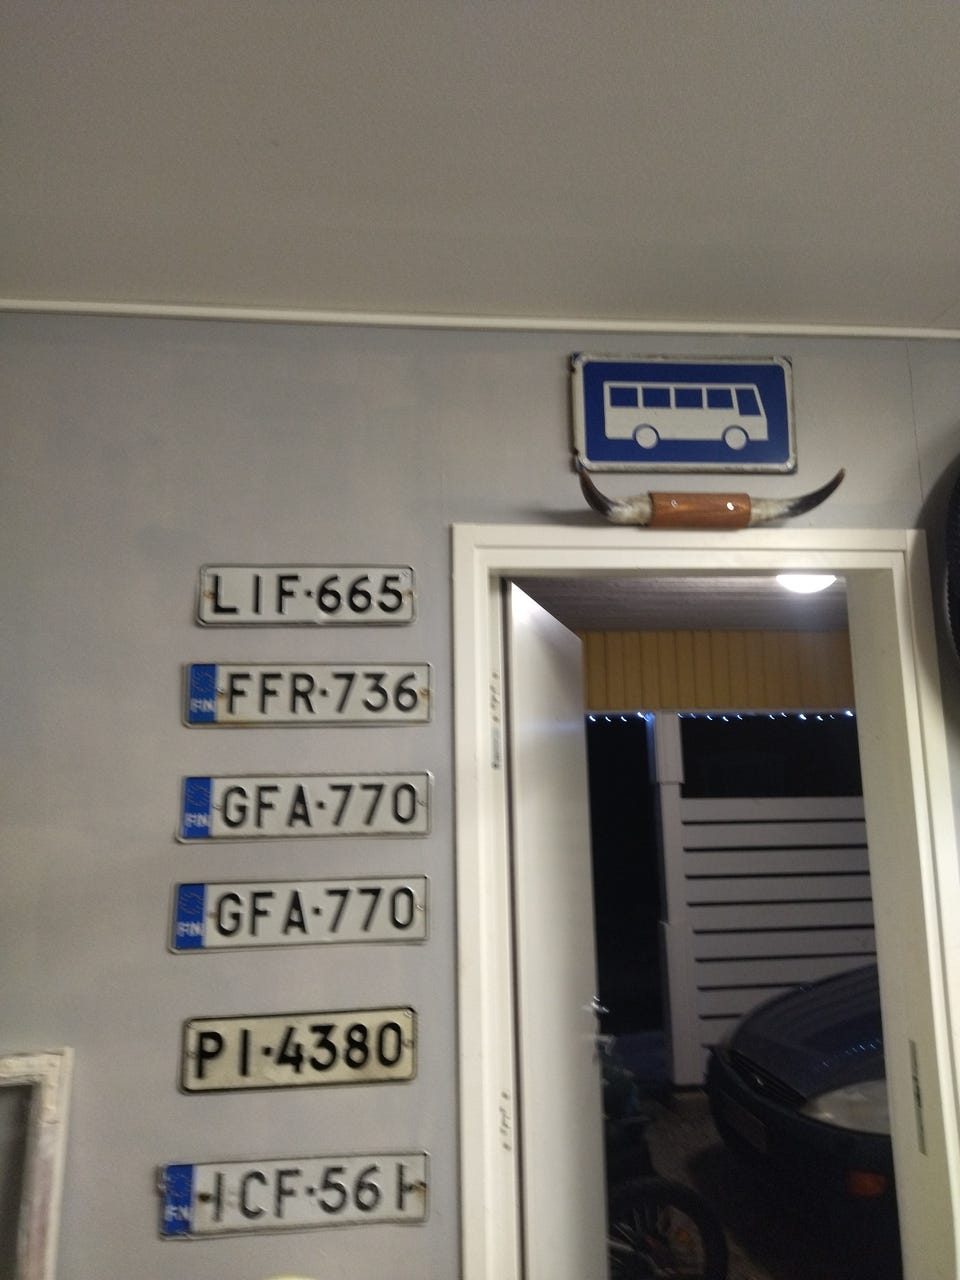 LIF-665
FIN FFR-736
FIN GFA-770
FIN GFA-770
PI-4380
FIN ICF-561